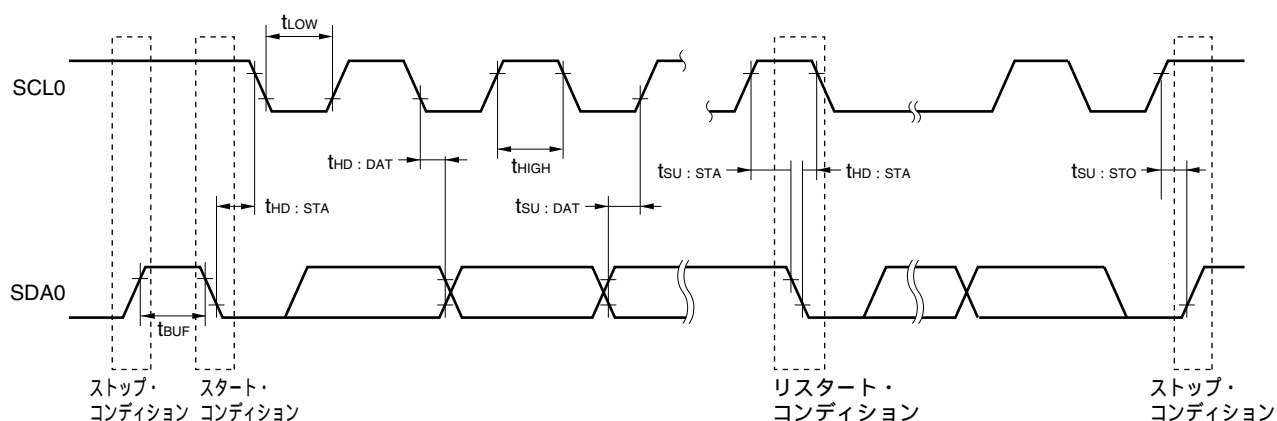 tLOW
SCL0
tHD : STA
tHD : DAT
tHIGH
tSU : DAT
tSU : STA
tHD : STA
tSU : STO
SDA0
tBUF
ストップ・
コンディション
スタート・
コンディション
リスタート・
コンディション
ストップ・
コンディション